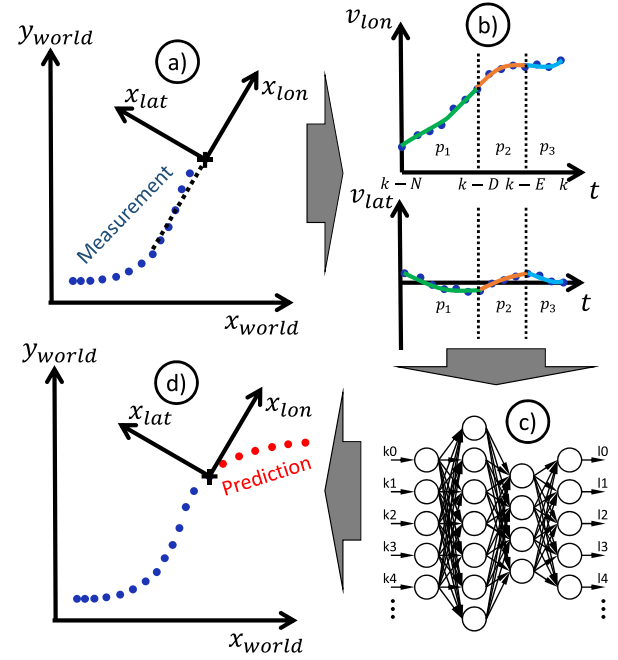 y_world
a)
x_lat
x_lon
Measurement
x_world
v_lon
b)
p_1 p_2 p_3
k − N k − D k − E k t
v_lat
p_1 p_2 p_3 t
y_world
d)
x_lat
x_lon
Prediction
x_world
c)
k0 l0
k1 l1
k2 l2
k3 l3
k4 l4